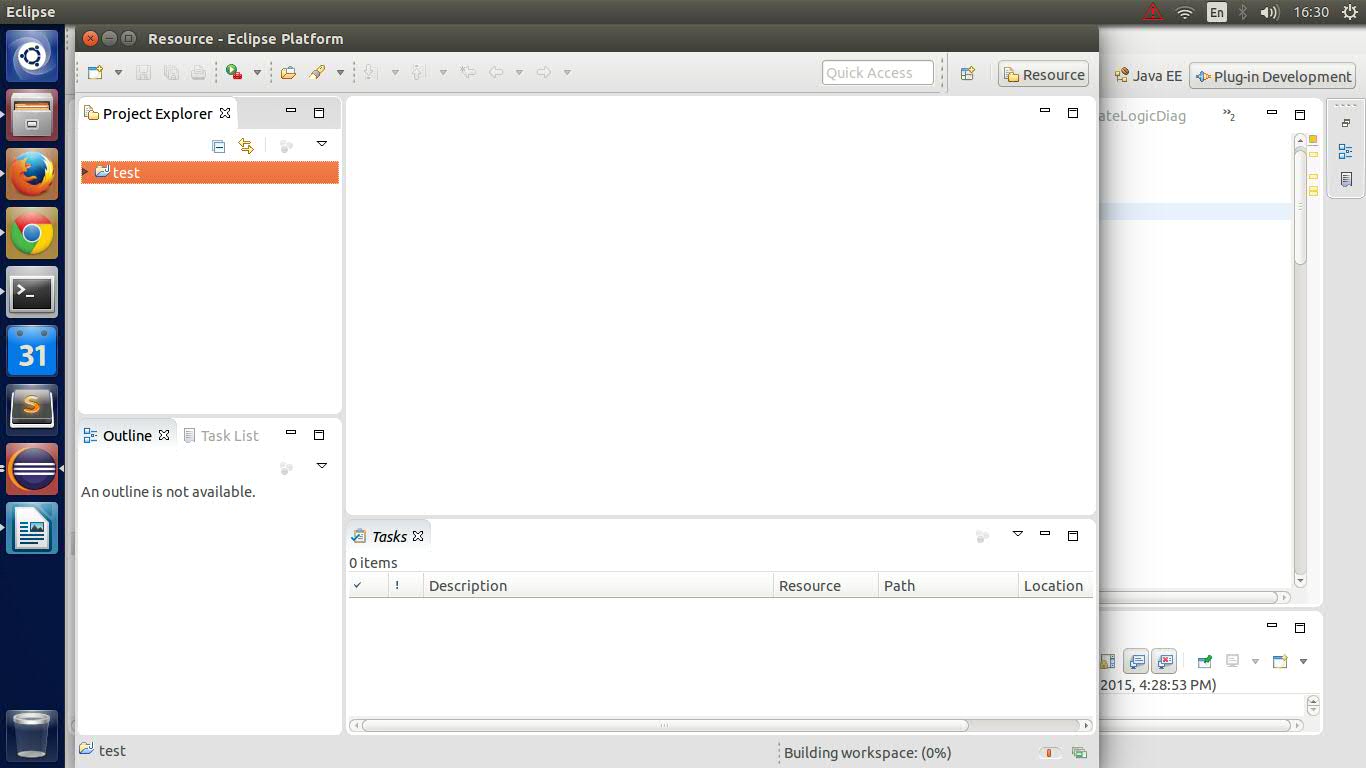 Eclipse
En
16:30
Resource - Eclipse Platform
Quick Access
Resource
Java EE
Plug-in Development
Project Explorer
ateLogicDiag
»2
test
31
S
Outline
Task List
An outline is not available.
Tasks
0 items
! Description Resource Path Location
2015, 4:28:53 PM)
test
Building workspace: (0%)